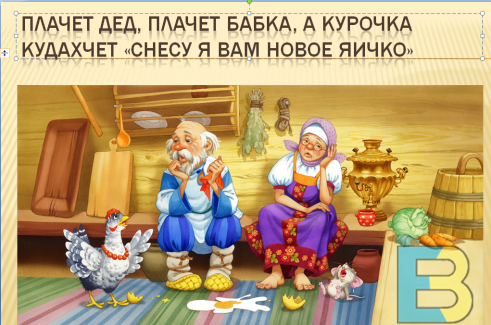 ПЛАЧЕТ ДЕД, ПЛАЧЕТ БАБКА, А КУРОЧКА
КУДАХЧЕТ «СНЕСУ Я ВАМ НОВОЕ ЯИЧКО»
В